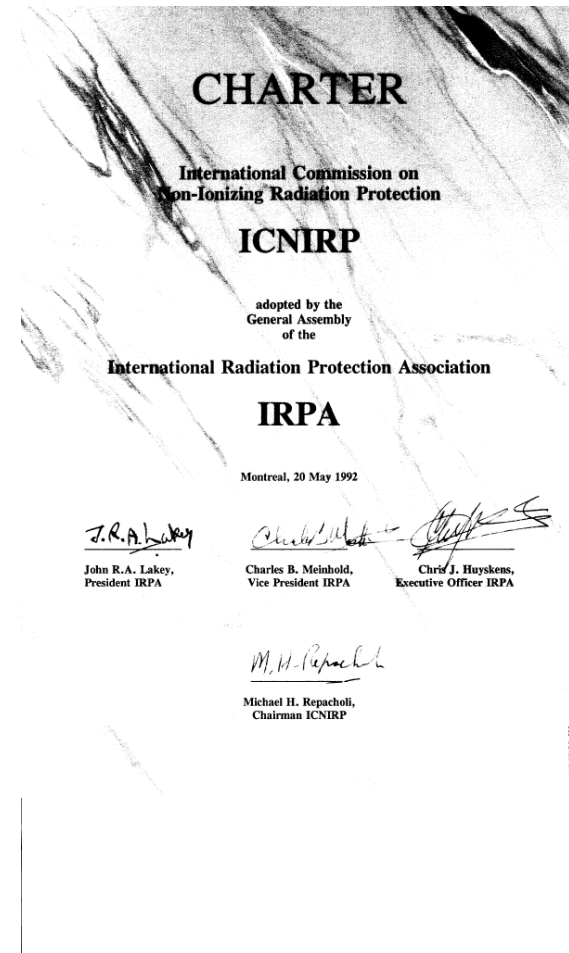 CHARTER
International Commission on
Non-Ionizing Radiation Protection
ICNIRP
adopted by the
General Assembly
of the
International Radiation Protection Association
IRPA
Montreal, 20 May 1992
J.R.A. Lakey
M. H. Repacholi
John R.A. Lakey,
President IRPA
Charles B. Meinhold,
Vice President IRPA
Chris J. Huyskens,
Executive Officer IRPA
Michael H. Repacholi,
Chairman ICNIRP